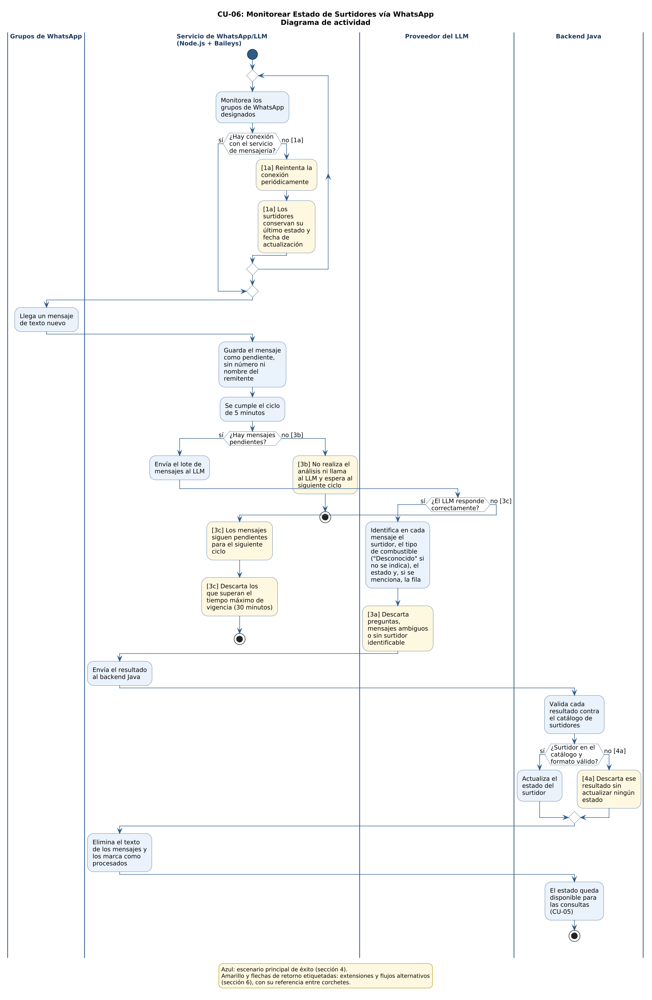 CU-06: Monitorear Estado de Surtidores vía WhatsApp
Diagrama de actividad
Grupos de WhatsApp
Servicio de WhatsApp/LLM
(Node.js + Baileys)
Proveedor del LLM
Backend Java
Monitorea los
grupos de WhatsApp
designados
sí
¿Hay conexión
con el servicio
de mensajería?
no [1a]
[1a] Reintenta la
conexión
periódicamente
[1a] Los
surtidores
conservan su
último estado y
fecha de
actualización
Llega un mensaje
de texto nuevo
Guarda el mensaje
como pendiente,
sin número ni
nombre del
remitente
Se cumple el ciclo
de 5 minutos
sí
¿Hay mensajes
pendientes?
no [3b]
Envía el lote de
mensajes al LLM
[3b] No realiza el
análisis ni llama
al LLM y espera al
siguiente ciclo
sí
¿El LLM responde
correctamente?
no [3c]
[3c] Los mensajes
siguen pendientes
para el siguiente
ciclo
Identifica en cada
mensaje el
surtidor, el tipo
de combustible
("Desconocido" si
no se indica), el
estado y, si se
menciona, la fila
[3c] Descarta los
que superan el
tiempo máximo de
vigencia (30 minutos)
[3a] Descarta
preguntas,
mensajes ambiguos
o sin surtidor
identificable
Envía el resultado
al backend Java
Valida cada
resultado contra
el catálogo de
surtidores
sí
¿Surtidor en el
catálogo y
formato válido?
no [4a]
Actualiza el
estado del
surtidor
[4a] Descarta ese
resultado sin
actualizar ningún
estado
Elimina el texto
de los mensajes y
los marca como
procesados
El estado queda
disponible para
las consultas
(CU-05)
Azul: escenario principal de éxito (sección 4).
Amarillo y flechas de retorno etiquetadas: extensiones y flujos alternativos
(sección 6), con su referencia entre corchetes.